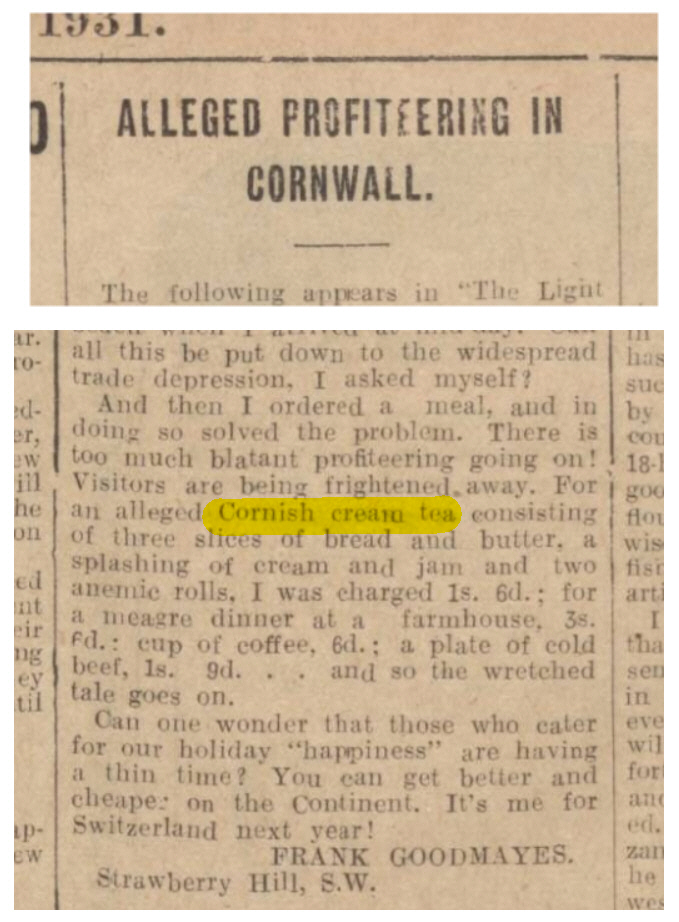 1931.
ALLEGED PROFITEERING IN
CORNWALL.
The following appears in "The Light
all this be put down to the widespread
trade depression, I asked myself?
And then I ordered a meal, and in
doing so solved the problem. There is
too much blatant profiteering going on!
Visitors are being frightened away. For
an alleged Cornish cream tea consisting
of three slices of bread and butter, a
splashing of cream and jam and two
anemic rolls, I was charged 1s. 6d.; for
a meagre dinner at a farmhouse, 3s.
6d.: cup of coffee, 6d.; a plate of cold
beef, 1s. 9d. . . and so the wretched
tale goes on.
Can one wonder that those who cater
for our holiday "happiness" are having
a thin time? You can get better and
cheaper on the Continent. It's me for
Switzerland next year!
FRANK GOODMAYES.
Strawberry Hill, S.W.